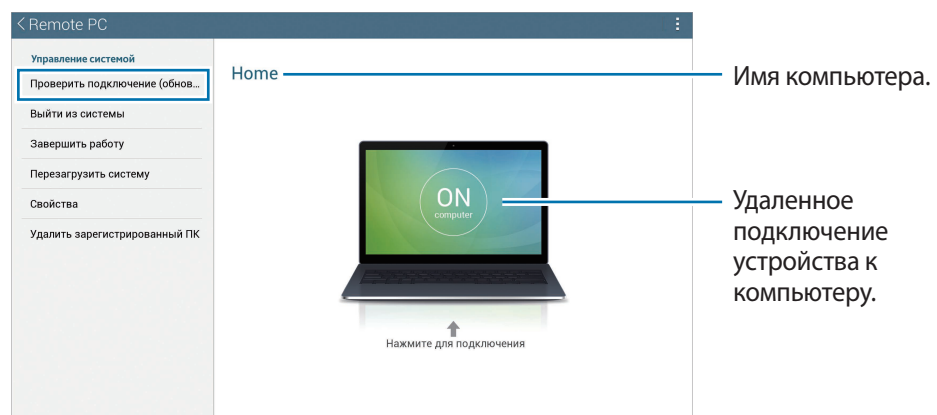 < Remote PC
Управление системой
Проверить подключение (обнов...
Выйти из системы
Завершить работу
Перезагрузить систему
Свойства
Удалить зарегистрированный ПК
Home
ON
computer
Нажмите для подключения
Имя компьютера.
Удаленное
подключение
устройства к
компьютеру.